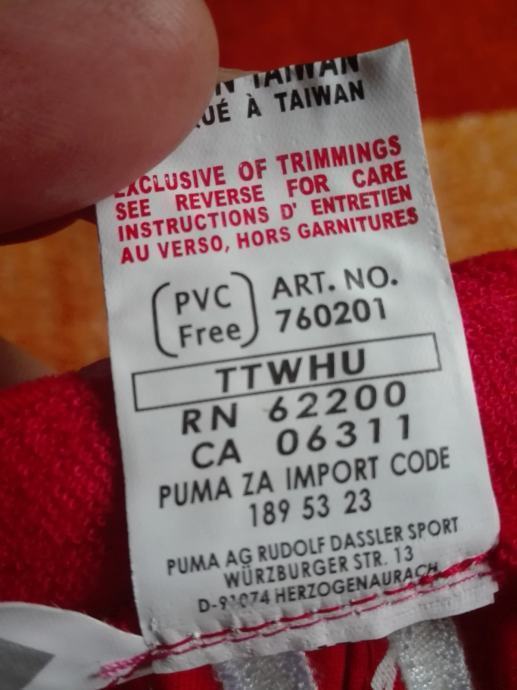 TAIWAN
À TAIWAN
EXCLUSIVE OF TRIMMINGS
SEE REVERSE FOR CARE
INSTRUCTIONS D' ENTRETIEN
AU VERSO, HORS GARNITURES
PVC Free
ART. NO. 760201
TTWHU
RN 62200
CA 06311
PUMA ZA IMPORT CODE
189 53 23
PUMA AG RUDOLF DASSLER SPORT
WÜRZBURGER STR. 13
D-91074 HERZOGENAURACH